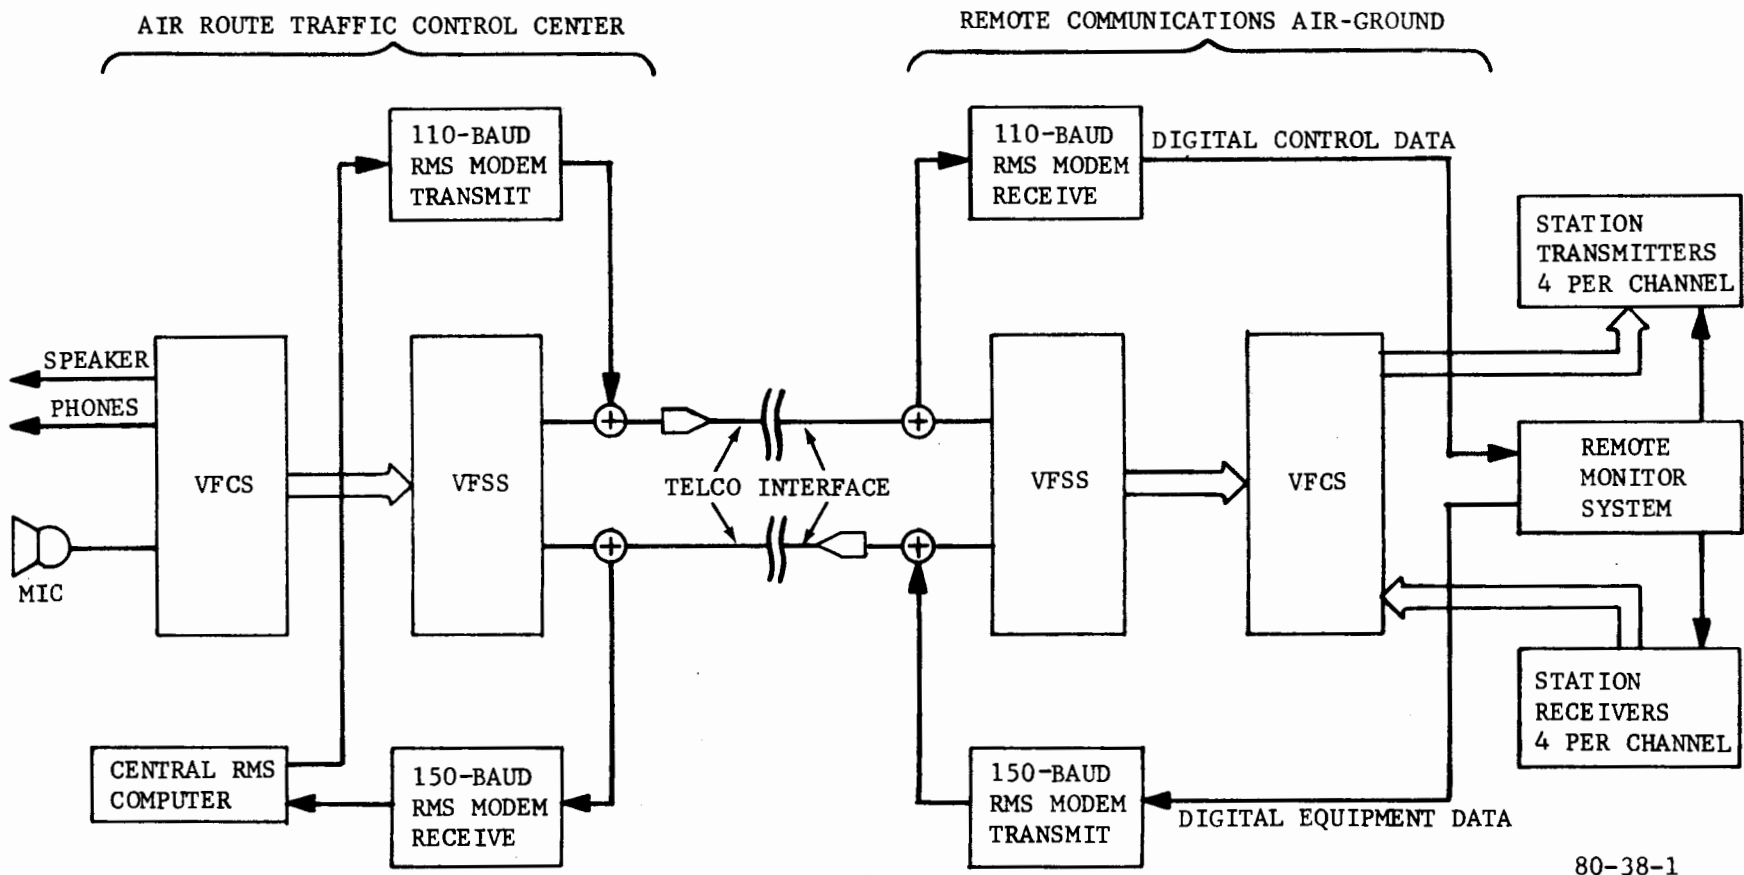 AIR ROUTE TRAFFIC CONTROL CENTER
REMOTE COMMUNICATIONS AIR-GROUND
110-BAUD
RMS MODEM
TRANSMIT
110-BAUD
RMS MODEM
RECEIVE
DIGITAL CONTROL DATA
STATION
TRANSMITTERS
4 PER CHANNEL
SPEAKER
PHONES
MIC
VFCS
VFSS
TELCO INTERFACE
VFSS
VFCS
REMOTE
MONITOR
SYSTEM
STATION
RECEIVERS
4 PER CHANNEL
CENTRAL RMS
COMPUTER
150-BAUD
RMS MODEM
RECEIVE
150-BAUD
RMS MODEM
TRANSMIT
DIGITAL EQUIPMENT DATA
80-38-1